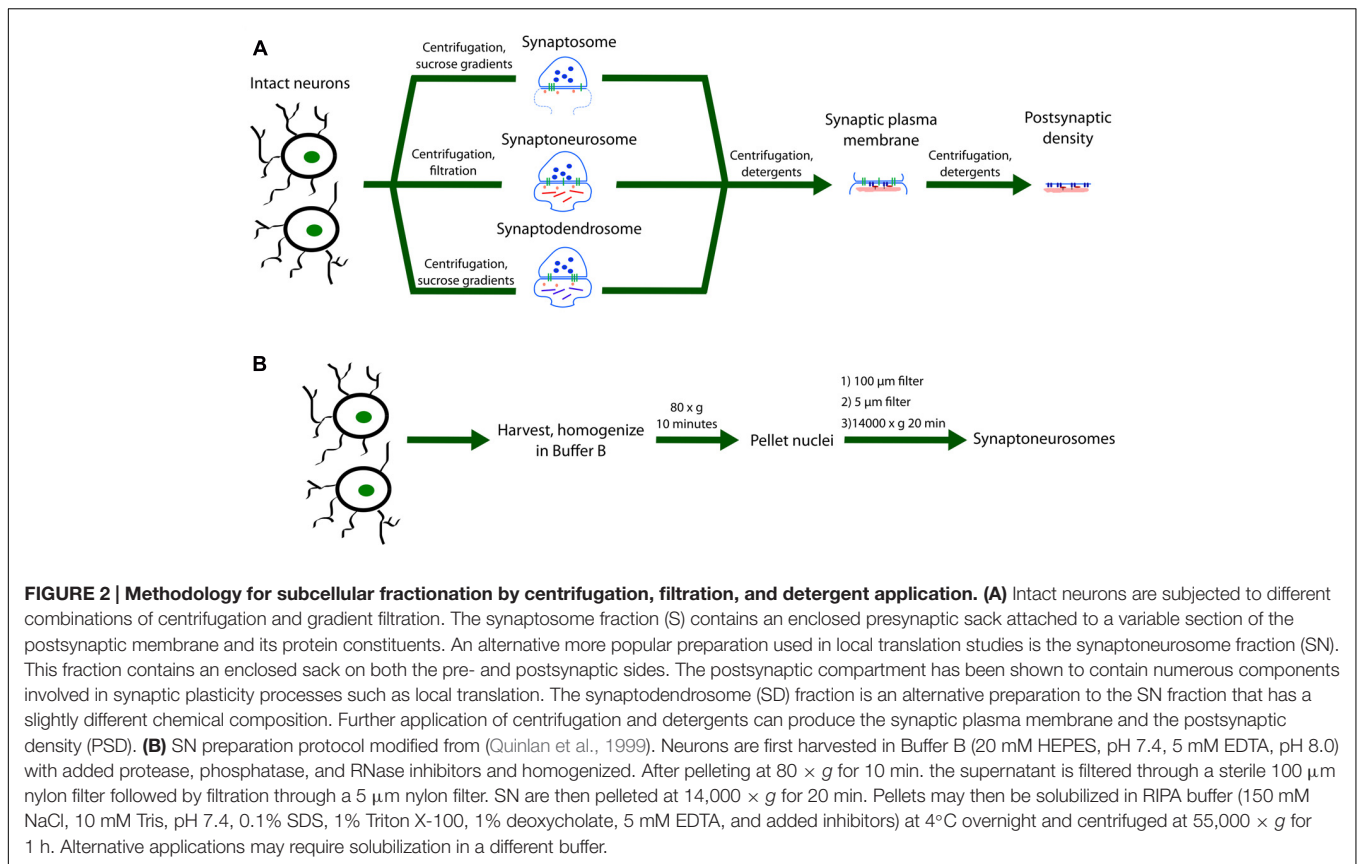 A
Intact neurons
Centrifugation,
sucrose gradients
Synaptosome
Centrifugation,
filtration
Synaptoneurosome
Centrifugation,
sucrose gradients
Synaptodendrosome
Centrifugation,
detergents
Synaptic plasma
membrane
Centrifugation,
detergents
Postsynaptic
density
B
Harvest, homogenize
in Buffer B
80 x g
10 minutes
Pellet nuclei
1) 100 μm filter
2) 5 μm filter
3)14000 x g 20 min
Synaptoneurosomes
FIGURE 2 | Methodology for subcellular fractionation by centrifugation, filtration, and detergent application. (A) Intact neurons are subjected to different
combinations of centrifugation and gradient filtration. The synaptosome fraction (S) contains an enclosed presynaptic sack attached to a variable section of the
postsynaptic membrane and its protein constituents. An alternative more popular preparation used in local translation studies is the synaptoneurosome fraction (SN).
This fraction contains an enclosed sack on both the pre- and postsynaptic sides. The postsynaptic compartment has been shown to contain numerous components
involved in synaptic plasticity processes such as local translation. The synaptodendrosome (SD) fraction is an alternative preparation to the SN fraction that has a
slightly different chemical composition. Further application of centrifugation and detergents can produce the synaptic plasma membrane and the postsynaptic
density (PSD). (B) SN preparation protocol modified from (Quinlan et al., 1999). Neurons are first harvested in Buffer B (20 mM HEPES, pH 7.4, 5 mM EDTA, pH 8.0)
with added protease, phosphatase, and RNase inhibitors and homogenized. After pelleting at 80 × g for 10 min. the supernatant is filtered through a sterile 100 μm
nylon filter followed by filtration through a 5 μm nylon filter. SN are then pelleted at 14,000 × g for 20 min. Pellets may then be solubilized in RIPA buffer (150 mM
NaCl, 10 mM Tris, pH 7.4, 0.1% SDS, 1% Triton X-100, 1% deoxycholate, 5 mM EDTA, and added inhibitors) at 4°C overnight and centrifuged at 55,000 × g for
1 h. Alternative applications may require solubilization in a different buffer.